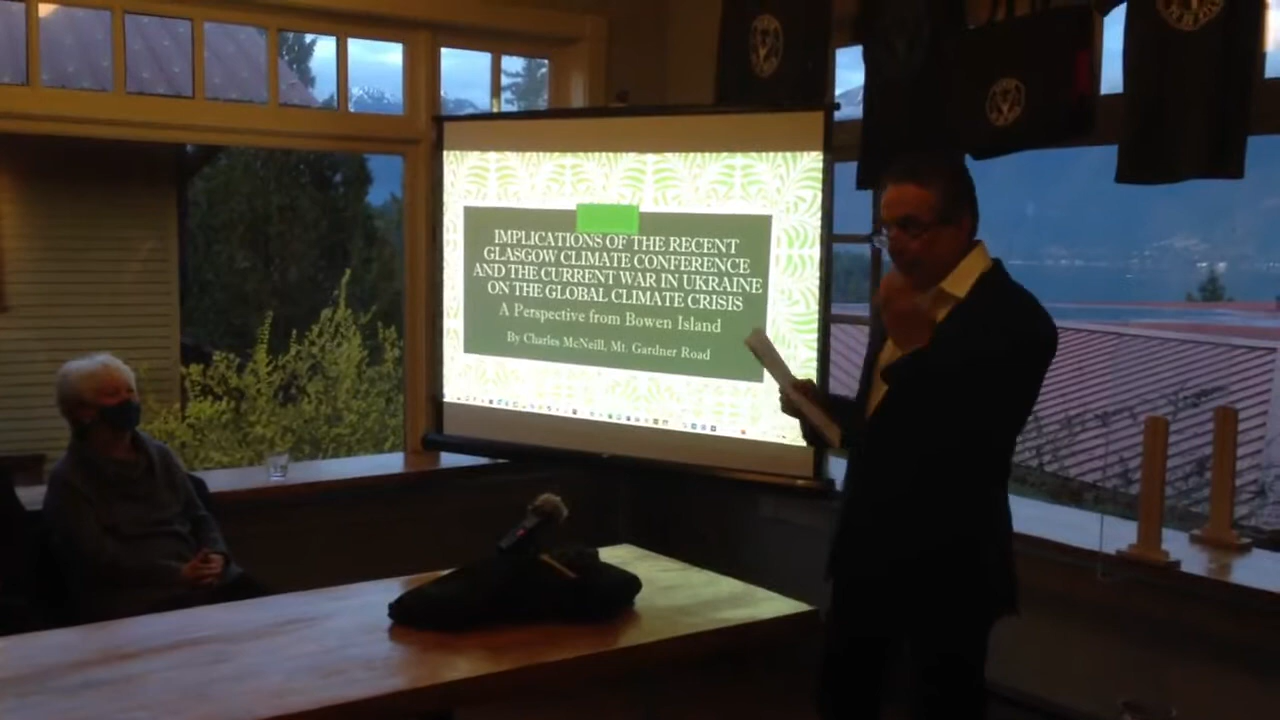 IMPLICATIONS OF THE RECENT
GLASGOW CLIMATE CONFERENCE
AND THE CURRENT WAR IN UKRAINE
ON THE GLOBAL CLIMATE CRISIS
A Perspective from Bowen Island
By Charles McNeill, Mt. Gardner Road